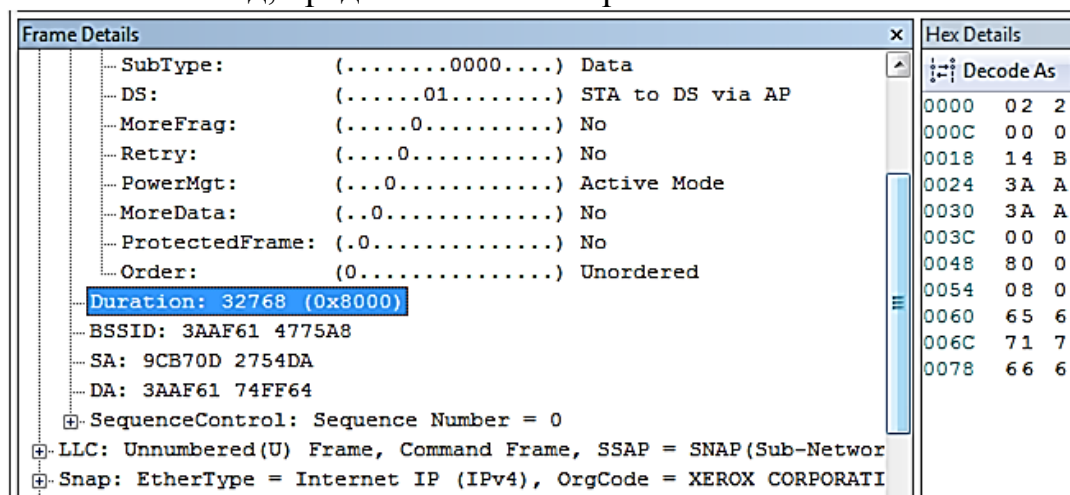 Frame Details
SubType: (........0000....) Data
DS: (......01........) STA to DS via AP
MoreFrag: (.....0..........) No
Retry: (....0...........) No
PowerMgt: (...0............) Active Mode
MoreData: (..0.............) No
ProtectedFrame: (.0..............) No
Order: (0...............) Unordered
Duration: 32768 (0x8000)
BSSID: 3AAF61 4775A8
SA: 9CB70D 2754DA
DA: 3AAF61 74FF64
SequenceControl: Sequence Number = 0
LLC: Unnumbered(U) Frame, Command Frame, SSAP = SNAP(Sub-Networ
Snap: EtherType = Internet IP (IPv4), OrgCode = XEROX CORPORATI
Hex Details
Decode As
0000 02 2
000C 00 0
0018 14 B
0024 3A A
0030 3A A
003C 00 0
0048 80 0
0054 08 0
0060 65 6
006C 71 7
0078 66 6